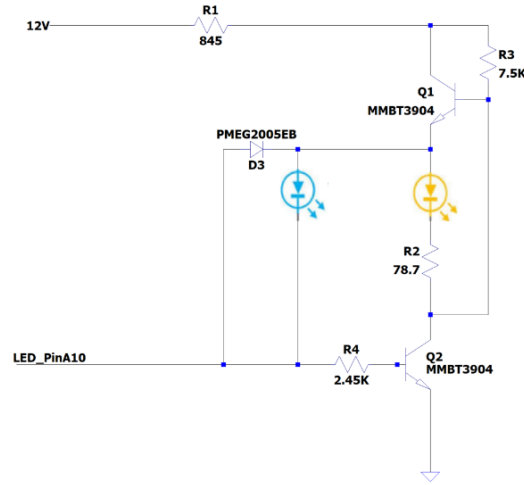 R1
12V
845
R3
7.5K
Q1
MMBT3904
PMEG2005EB
D3
R2
78.7
LED_PinA10
R4
2.45K
Q2
MMBT3904